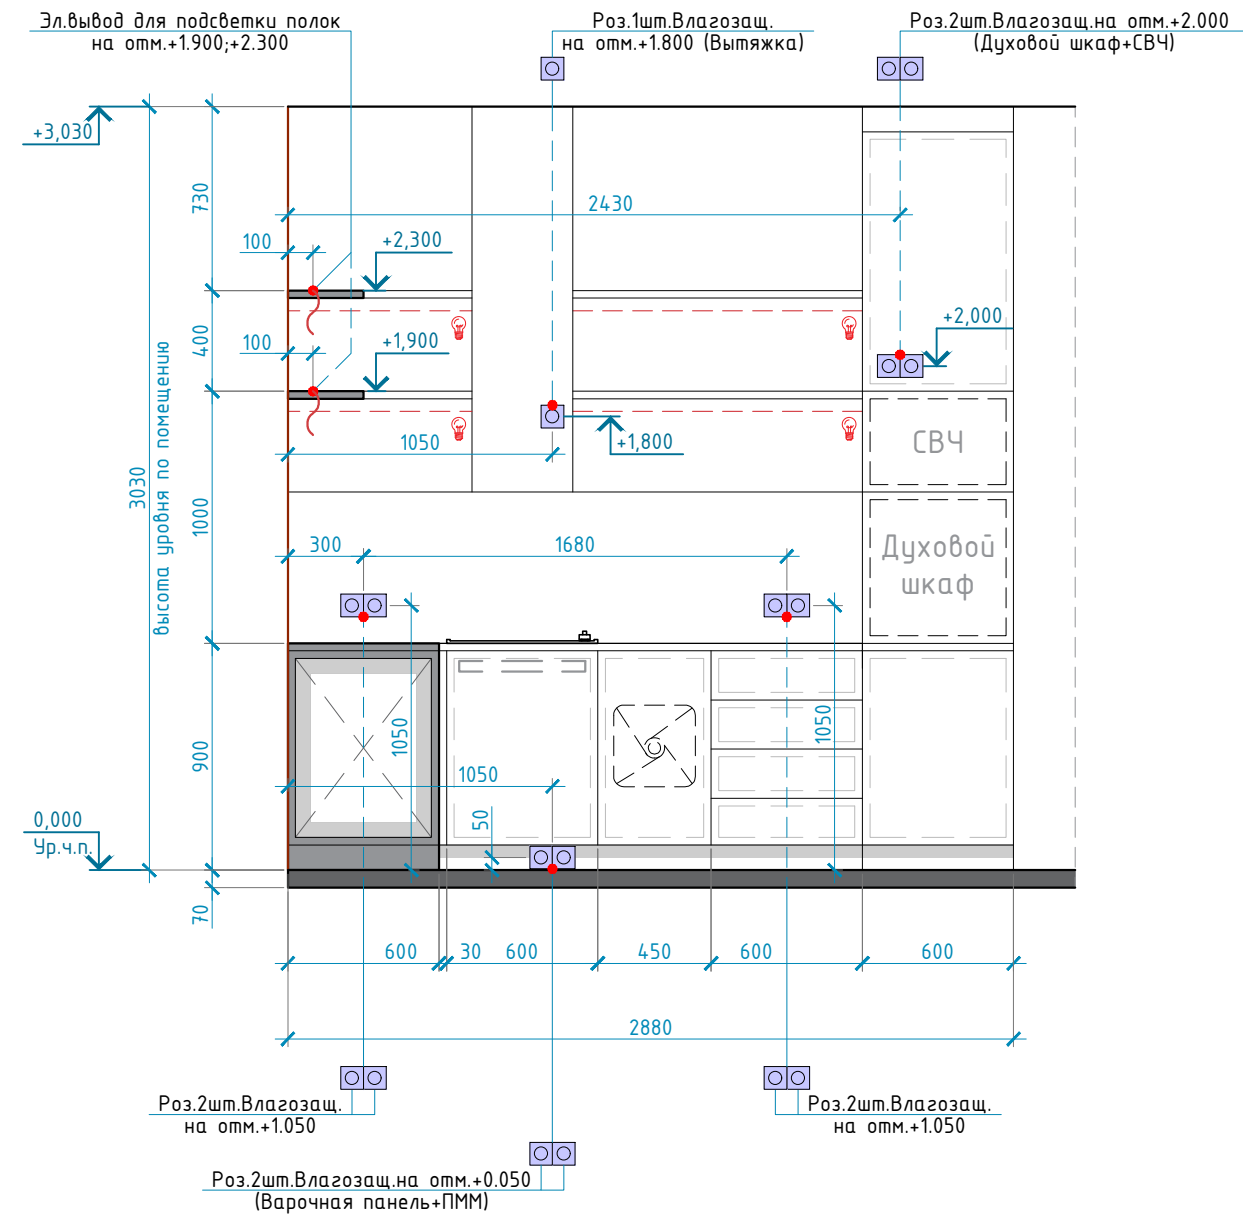 Эл.вывод для подсветки полок
на отм.+1.900;+2.300
Роз.1шт.Влагозащ.
на отм.+1.800 (Вытяжка)
Роз.2шт.Влагозащ.на отм.+2.000
(Духовой шкаф+СВЧ)
+3,030
730
2430
100
+2,300
400
100
+1,900
+2,000
1050
+1,800
СВЧ
3030
высота уровня по помещению
1000
300
1680
Духовой
шкаф
900
1050
1050
1050
50
0,000
Ур.ч.п.
70
600
30
600
450
600
600
2880
Роз.2шт.Влагозащ.
на отм.+1.050
Роз.2шт.Влагозащ.
на отм.+1.050
Роз.2шт.Влагозащ.на отм.+0.050
(Варочная панель+ПММ)